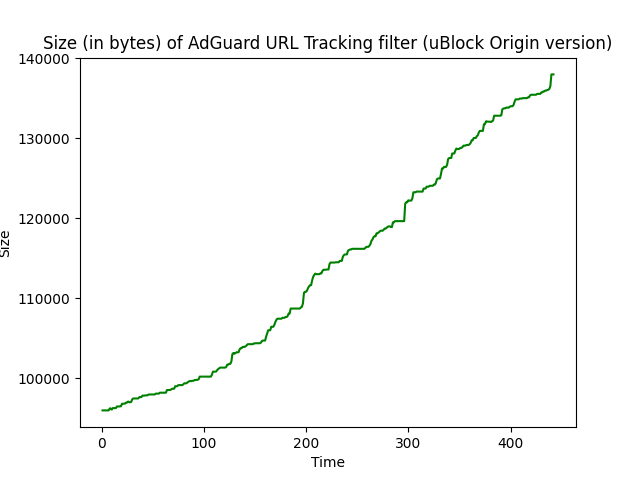 Size (in bytes) of AdGuard URL Tracking filter (uBlock Origin version)
140000
130000
120000
110000
100000
Size
0 100 200 300 400
Time